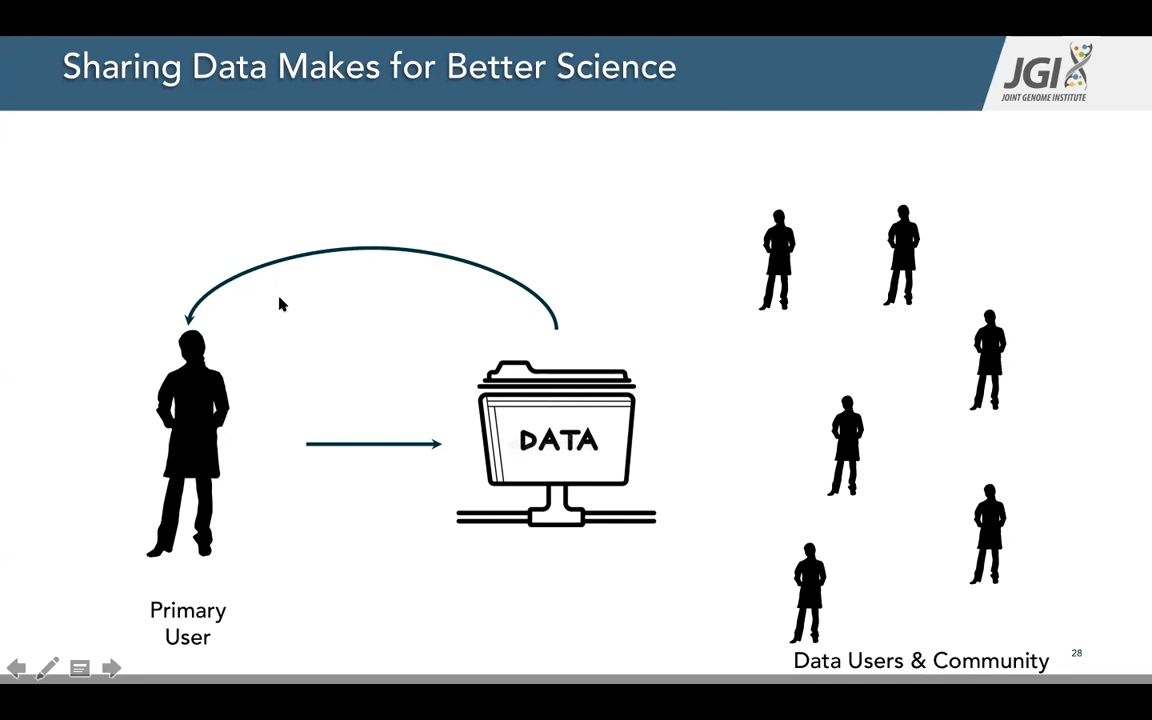 Sharing Data Makes for Better Science
JGI
JOINT GENOME INSTITUTE
DATA
Primary
User
Data Users & Community
28